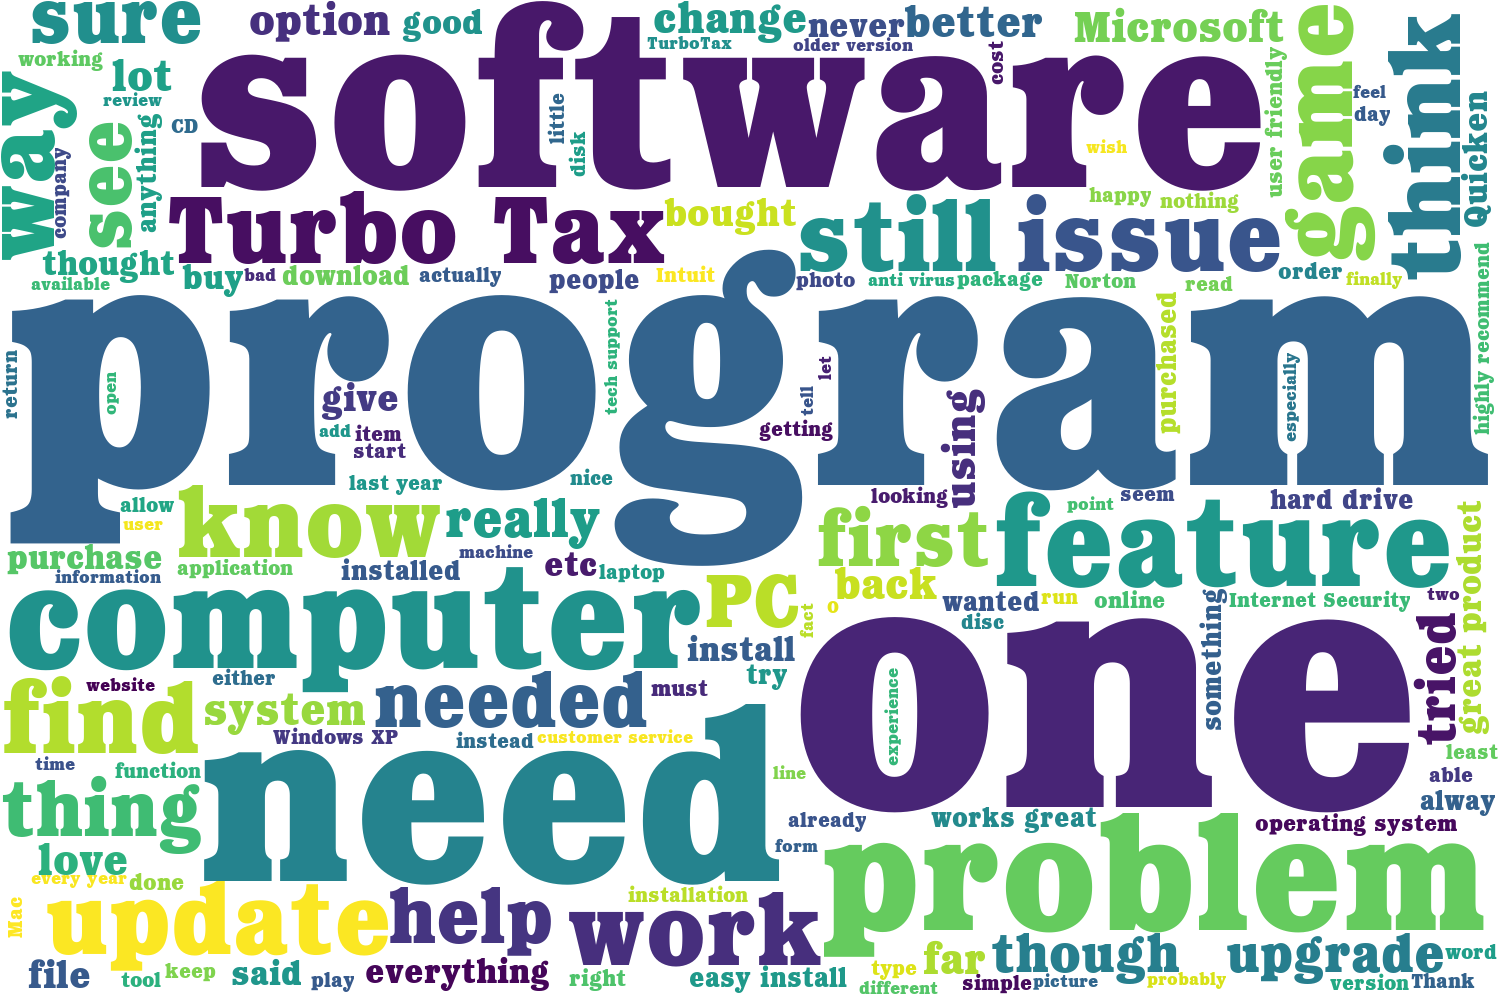 sure
option
good
change
never
better
Microsoft
game
think
working
TurboTax
older version
cost
lot
review
way
see
anything
CD
software
little
disk
wish
user friendly
feel
day
Quicken
company
Turbo Tax
bought
still
issue
happy
nothing
thought
buy
bad
download
actually
people
Intuit
photo
anti virus
package
Norton
read
order
finally
available
program
highly recommend
return
open
tech support
let
tell
purchased
especially
give
add
item
start
getting
using
last year
nice
looking
seem
hard drive
allow
user
know
really
first
feature
point
great product
purchase
information
application
machine
installed
etc
laptop
computer
PC
back
o
fact
wanted
run
online
Internet Security
two
disc
something
tried
one
install
try
either
website
needed
must
find
system
Windows XP
instead
customer service
experience
least
time
function
need
line
able
alway
thing
already
works great
operating system
form
problem
love
every year
done
installation
Mac
update
help
work
file
tool
keep
said
play
everything
right
easy install
type
far
though
upgrade
word
different
simple
picture
probably
version
Thank